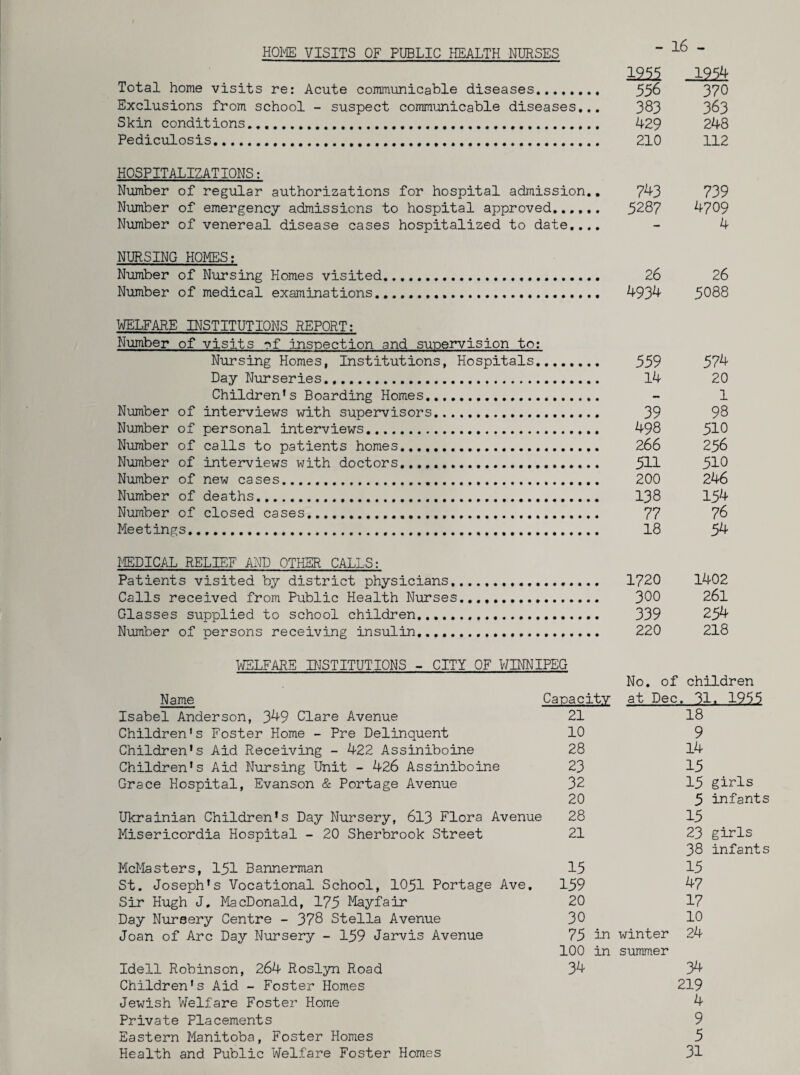 HOME VISITS OF PUBLIC HEALTH NURSES
- 16 -
1955 1954
Total home visits re: Acute communicable diseases........ 556 370
Exclusions from school - suspect communicable diseases... 383 363
Skin conditions........ 429 248
Pediculosis........ 210 112
HOSPITALIZATIONS:
Number of regular authorizations for hospital admission.. 743 739
Number of emergency admissions to hospital approved...... 5287 4709
Number of venereal disease cases hospitalized to date.... - 4
NURSING HOMES:
Number of Nursing Homes visited........ 26 26
Number of medical examinations........ 4934 5088
WELFARE INSTITUTIONS REPORT:
Number of visits of inspection and supervision to:
Nursing Homes, Institutions, Hospitals........ 559 574
Day Nurseries........ 14 20
Children's Boarding Homes........ - 1
Number of interviews with supervisors........ 39 98
Number of personal interviews........ 498 510
Number of calls to patients homes........ 266 256
Number of interviews with doctors........ 511 510
Number of new cases........ 200 246
Number of deaths........ 138 154
Number of closed cases........ 77 76
Meetings........ 18 54
MEDICAL RELIEF AND OTHER CALLS:
Patients visited by district physicians........ 1720 1402
Calls received from Public Health Nurses........ 300 261
Glasses supplied to school children........ 339 254
Number of persons receiving insulin........ 220 218
WELFARE INSTITUTIONS - CITY OF WINNIPEG
No. of children
Name Capacity at Dec. 31, 1955
Isabel Anderson, 349 Clare Avenue 21 18
Children's Foster Home - Pre Delinquent 10 9
Children's Aid Receiving - 422 Assiniboine 28 14
Children's Aid Nursing Unit - 426 Assiniboine 23 15
Grace Hospital, Evanson & Portage Avenue 32 15 girls
20 5 infants
Ukrainian Children's Day Nursery, 613 Flora Avenue 28 15
Misericordia Hospital - 20 Sherbrook Street 21 23 girls
38 infants
McMasters, 151 Bannerman 15 15
St. Joseph's Vocational School, 1051 Portage Ave. 159 47
Sir Hugh J. MacDonald, 175 Mayfair 20 17
Day Nursery Centre - 378 Stella Avenue 30 10
Joan of Arc Day Nursery - 159 Jarvis Avenue 75 in winter 24
100 in summer
Idell Robinson, 264 Roslyn Road 34 34
Children's Aid - Foster Homes 219
Jewish Welfare Foster Home 4
Private Placements 9
Eastern Manitoba, Foster Homes 5
Health and Public Welfare Foster Homes 31